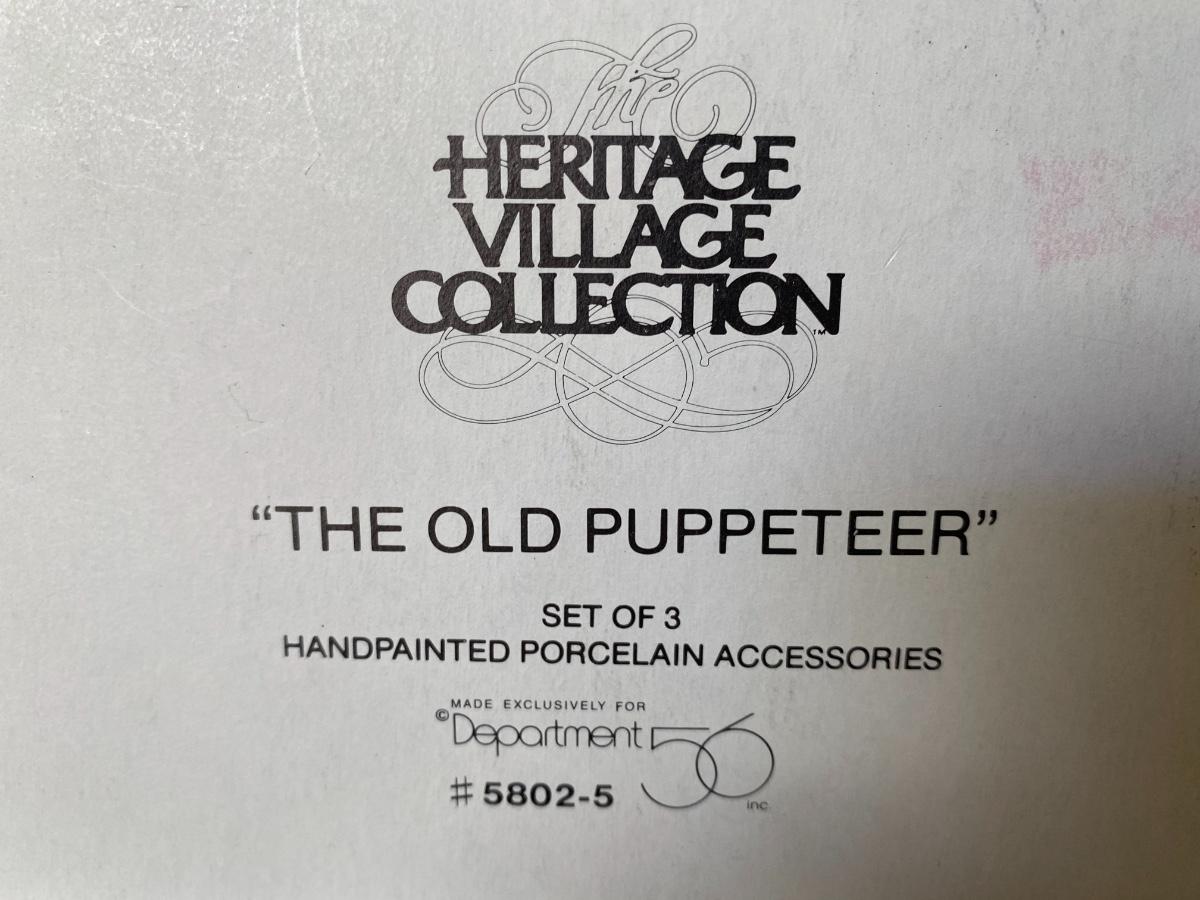 The
HERITAGE
VILLAGE
COLLECTION™
“THE OLD PUPPETEER”
SET OF 3
HANDPAINTED PORCELAIN ACCESSORIES
MADE EXCLUSIVELY FOR
©Department 56 inc.
# 5802-5